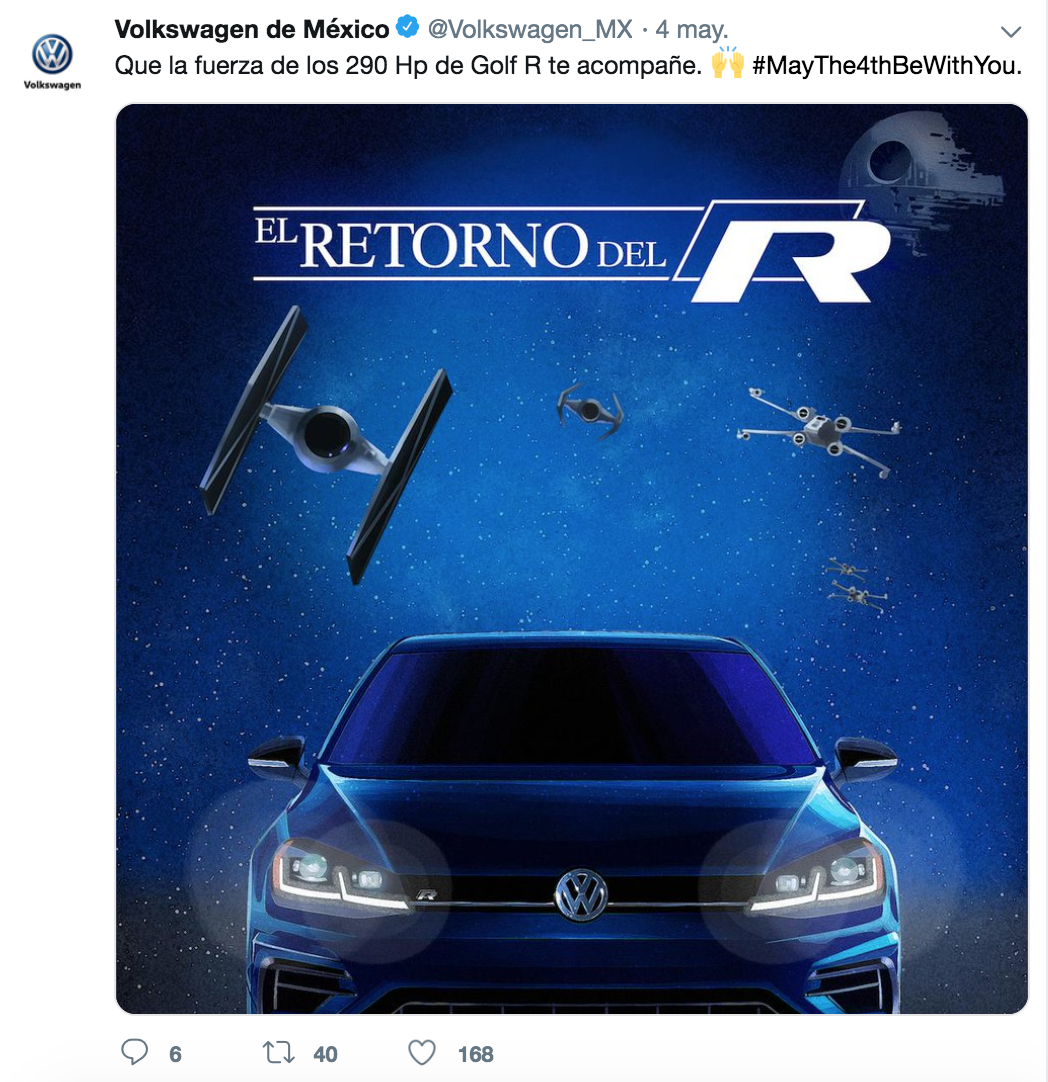 Volkswagen de México @Volkswagen_MX · 4 may.
Que la fuerza de los 290 Hp de Golf R te acompañe. 🙌 #MayThe4thBeWithYou.
Volkswagen
EL RETORNO DEL R
R
6 40 168